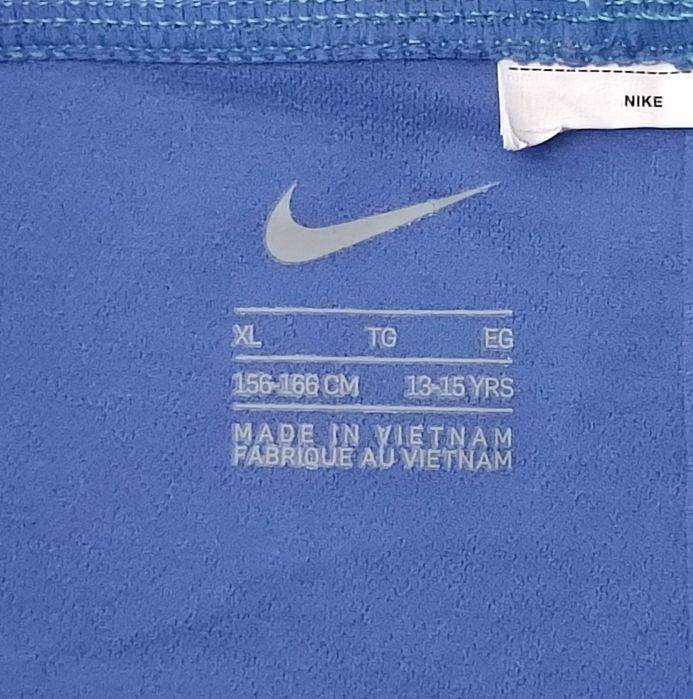 NIKE
XL TG EG
156-166 CM 13-15 YRS
MADE IN VIETNAM
FABRIQUE AU VIETNAM